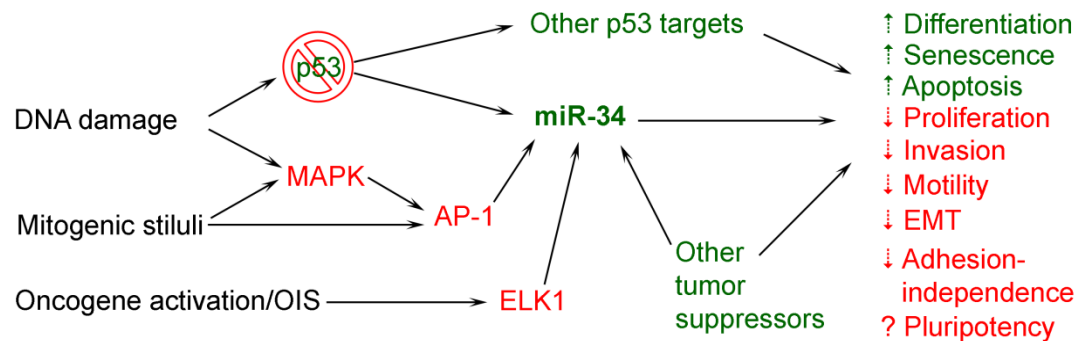 Other p53 targets
p53
DNA damage
miR-34
MAPK
Mitogenic stiluli
AP-1
Oncogene activation/OIS
ELK1
Other
tumor
suppressors
⇡ Differentiation
⇡ Senescence
⇡ Apoptosis
⇣ Proliferation
⇣ Invasion
⇣ Motility
⇣ EMT
⇣ Adhesion-
independence
? Pluripotency